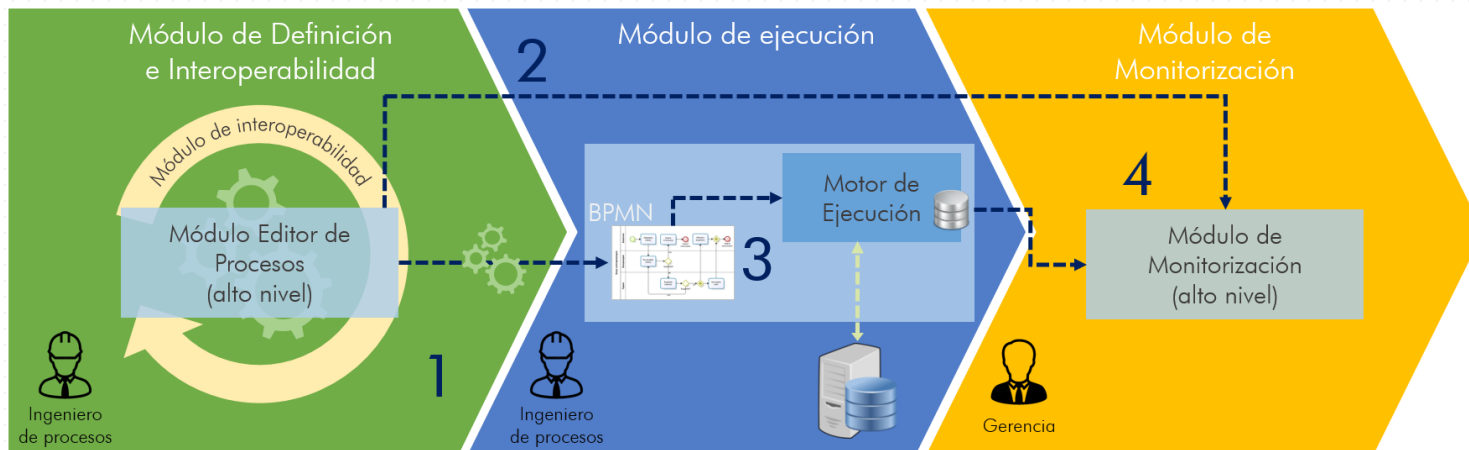 Módulo de Definición
e Interoperabilidad
Módulo de interoperabilidad
Módulo Editor de
Procesos
(alto nivel)
1
Ingeniero
de procesos
2
Módulo de ejecución
BPMN
3
Motor de
Ejecución
Ingeniero
de procesos
Módulo de
Monitorización
4
Módulo de
Monitorización
(alto nivel)
Gerencia